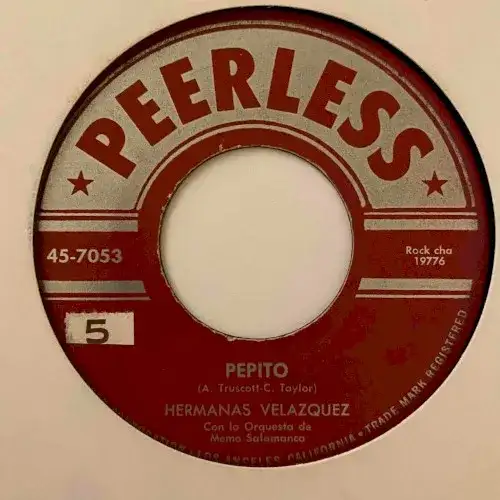 PEERLESS
45-7053
Rock cha
19776
5
PEPITO
(A. Truscott-C. Taylor)
HERMANAS VELAZQUEZ
Con la Orquesta de
Memo Salamanca
LOS ANGELES, CALIFORNIA • TRADE MARK REGISTERED